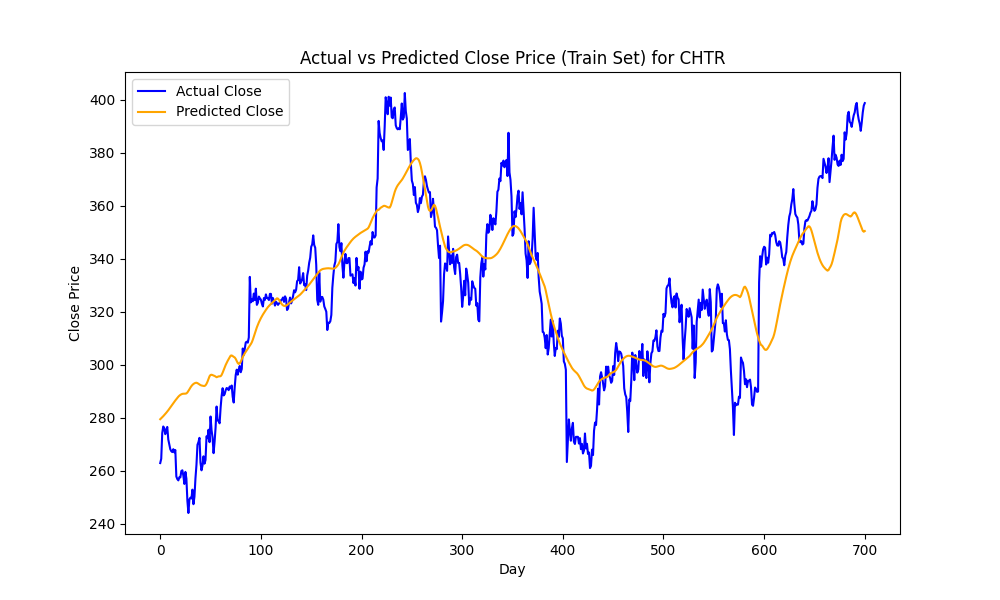 Actual vs Predicted Close Price (Train Set) for CHTR
Actual Close
Predicted Close
400
380
360
340
320
300
280
260
240
Close Price
0 100 200 300 400 500 600 700
Day